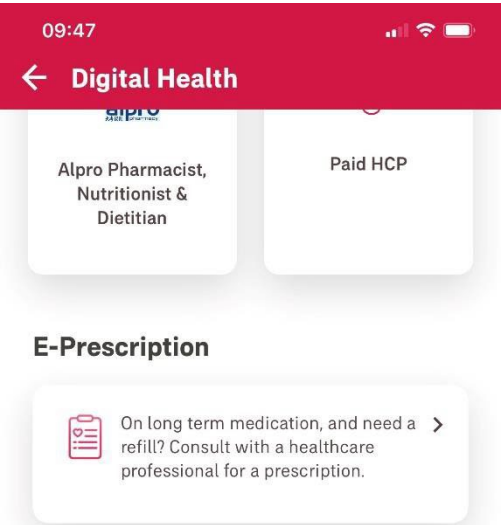 09:47
Digital Health
Alpro Pharmacist,
Nutritionist &
Dietitian
Paid HCP
E-Prescription
On long term medication, and need a
refill? Consult with a healthcare
professional for a prescription.